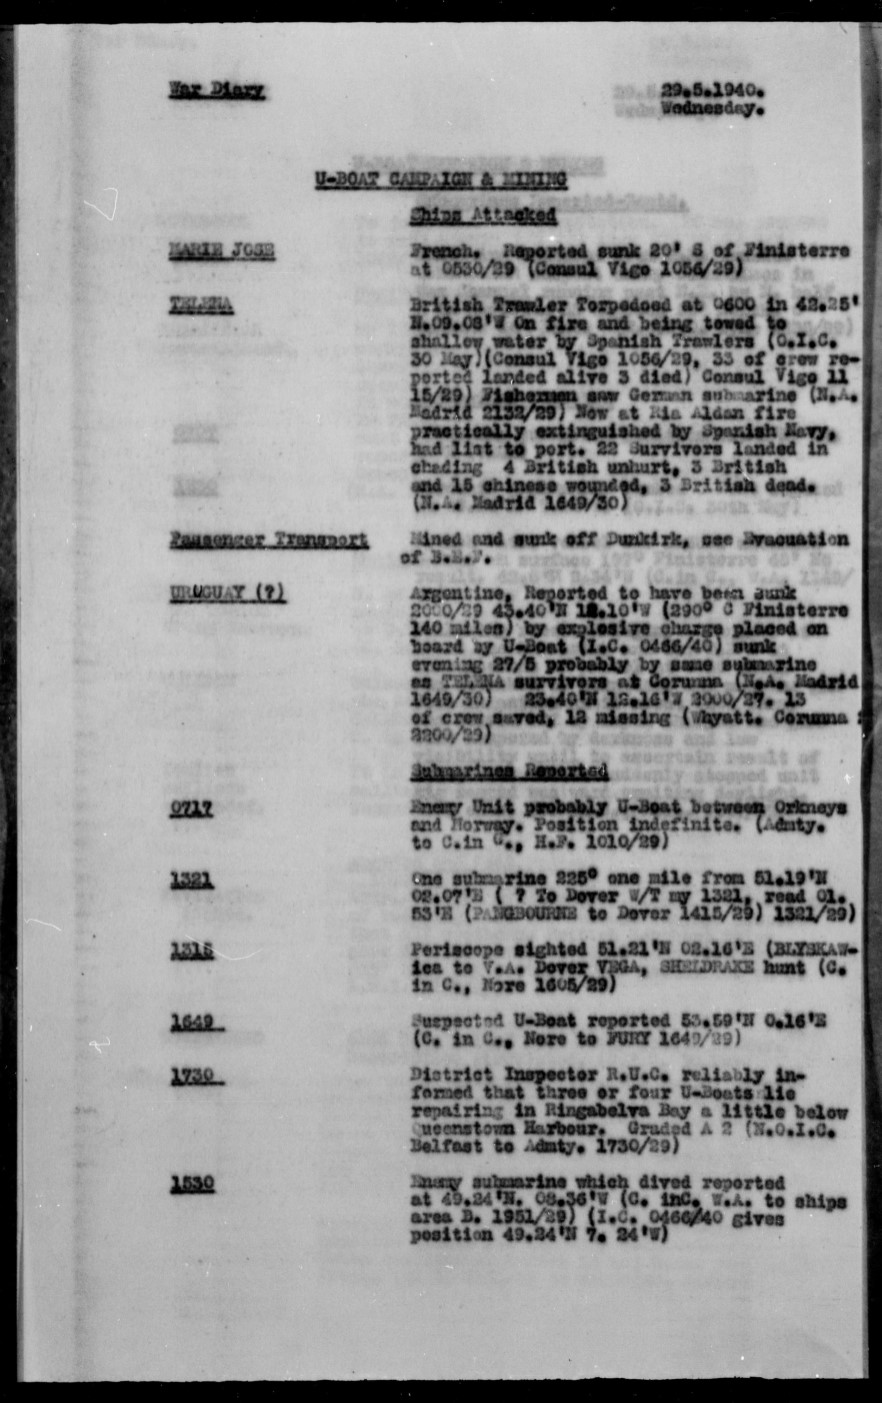 War Diary
29.5.1940.
Wednesday.
U-BOAT CAMPAIGN & MINING
Ships Attacked
MARIE JOSE
French. Reported sunk 20' S of Finisterre
at 0530/29 (Consul Vigo 1056/29)
TELENA
British Trawler Torpedoed at 0600 in 42.25'
N.09.08'W On fire and being towed to
shallow water by Spanish Trawlers (O.I.C.
30 May)(Consul Vigo 1056/29, 33 of crew re-
ported landed alive 3 died) Consul Vigo 11
15/29) Fishermen saw German submarine (N.A.
Madrid 2132/29) Now at Ria Aldan fire
practically extinguished by Spanish Navy,
had list to port. 22 Survivors landed in
cluding 4 British unhurt, 3 British
and 15 chinese wounded, 3 British dead.
(N.A. Madrid 1649/30)
Passenger Transport
Mined and sunk off Dunkirk, see Evacuation
of B.E.F.
URUGUAY (?)
Argentine, Reported to have been sunk
2000/29 43.40'N 12.10'W (290° C Finisterre
140 miles) by explosive charge placed on
board by U-Boat (I.C. 0466/40) sunk
evening 27/5 probably by same submarine
as TELENA survivors at Corunna (N.A. Madrid
1649/30) 23.40'N 12.16'W 2000/27. 13
of crew saved, 12 missing (Whyatt. Corunna
2200/29)
Submarines Reported
0717
Enemy Unit probably U-Boat between Orkneys
and Norway. Position indefinite. (Admty.
to C.in C., H.F. 1010/29)
1321
One submarine 225° one mile from 51.19'N
02.07'E ( ? To Dover W/T my 1321, read 01.
53'E (PANGBOURNE to Dover 1415/29) 1321/29)
1315
Periscope sighted 51.21'N 02.16'E (BLYSKAW-
ica to V.A. Dover VEGA, SHELDRAKE hunt (C.
in C., Nore 1605/29)
1649
Suspected U-Boat reported 53.59'N 0.16'E
(C. in C., Nore to FURY 1649/29)
1730
District Inspector R.U.C. reliably in-
formed that three or four U-Boats lie
repairing in Ringabelva Bay a little below
Queenstown Harbour. Graded A 2 (N.O.I.C.
Belfast to Admty. 1730/29)
1530
Enemy submarine which dived reported
at 49.24'N. 08.36'W (C. inC. W.A. to ships
area B. 1951/29) (I.C. 0466/40 gives
position 49.24'N 7. 24'W)